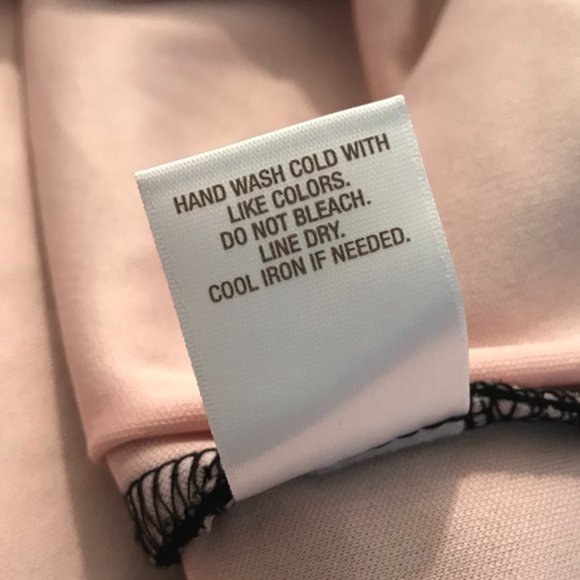 HAND WASH COLD WITH
LIKE COLORS.
DO NOT BLEACH.
LINE DRY.
COOL IRON IF NEEDED.